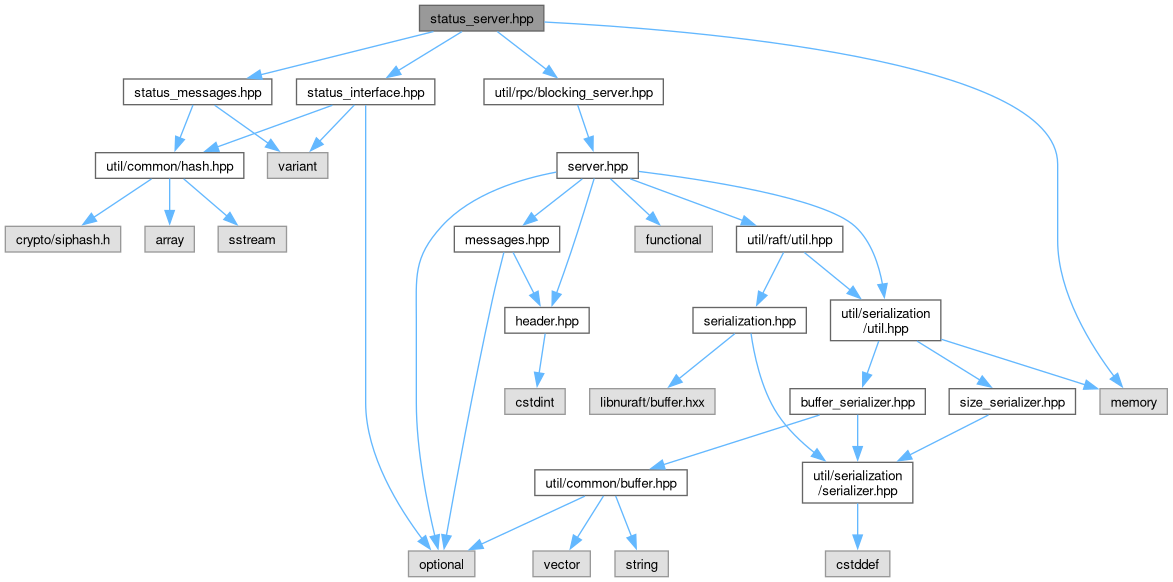 status_server.hpp
status_messages.hpp
status_interface.hpp
util/rpc/blocking_server.hpp
util/common/hash.hpp
variant
server.hpp
crypto/siphash.h
array
sstream
messages.hpp
functional
util/raft/util.hpp
header.hpp
serialization.hpp
util/serialization
/util.hpp
cstdint
libnuraft/buffer.hxx
buffer_serializer.hpp
size_serializer.hpp
memory
util/common/buffer.hpp
util/serialization
/serializer.hpp
optional
vector
string
cstddef